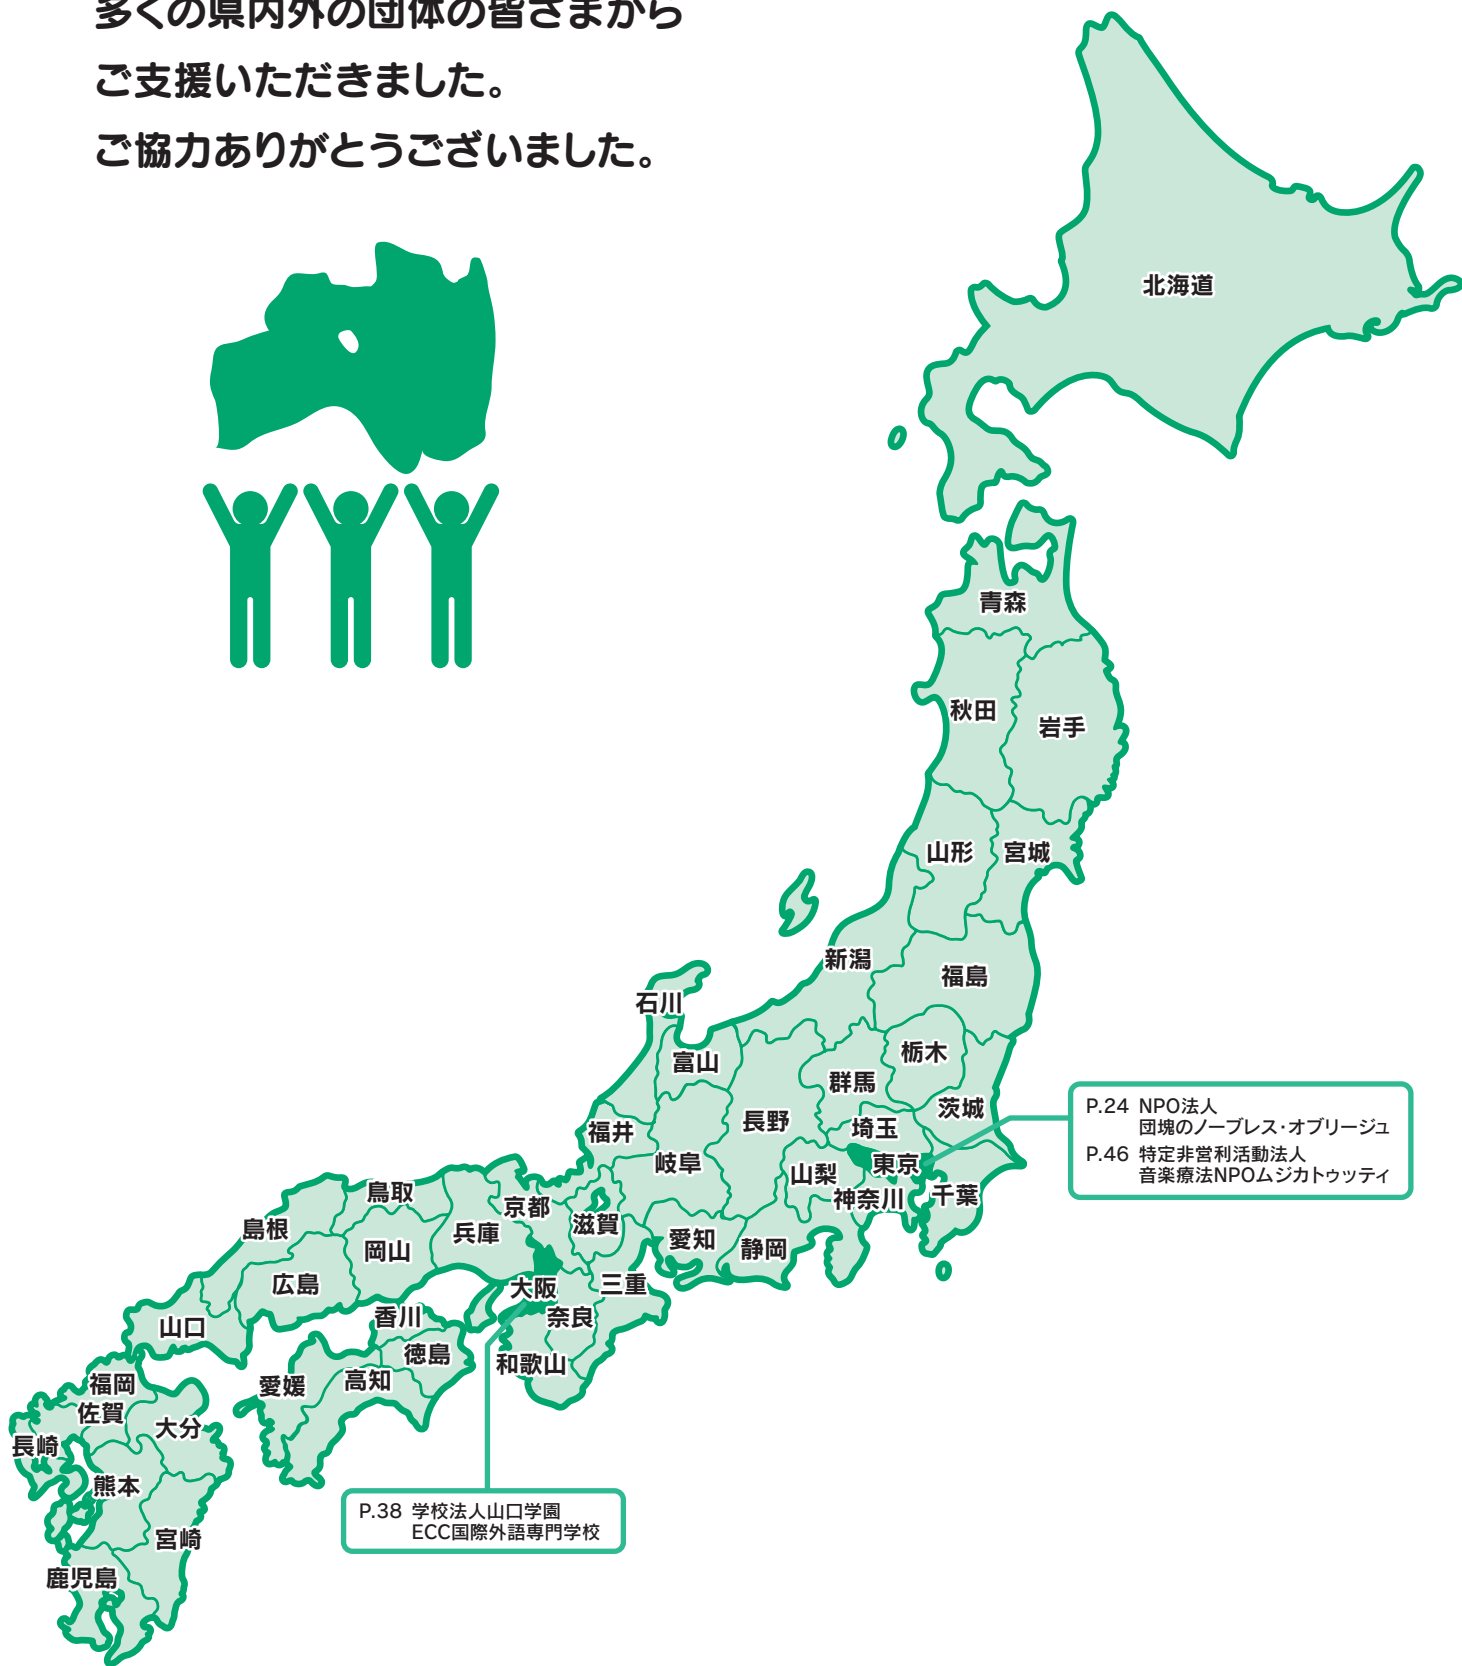 多くの県内外の団体の皆さまから
ご支援いただきました。
ご協力ありがとうございました。
北海道
青森
秋田
岩手
山形
宮城
新潟
福島
石川
富山
栃木
群馬
茨城
長野
埼玉
福井
岐阜
山梨
東京
神奈川
千葉
P.24 NPO法人
団塊のノーブレス・オブリージュ
P.46 特定非営利活動法人
音楽療法NPOムジカトゥッティ
鳥取
島根
京都
滋賀
兵庫
岡山
愛知
静岡
広島
大阪
三重
奈良
山口
香川
徳島
和歌山
愛媛
高知
福岡
佐賀
大分
長崎
熊本
宮崎
鹿児島
P.38 学校法人山口学園
ECC国際外語専門学校